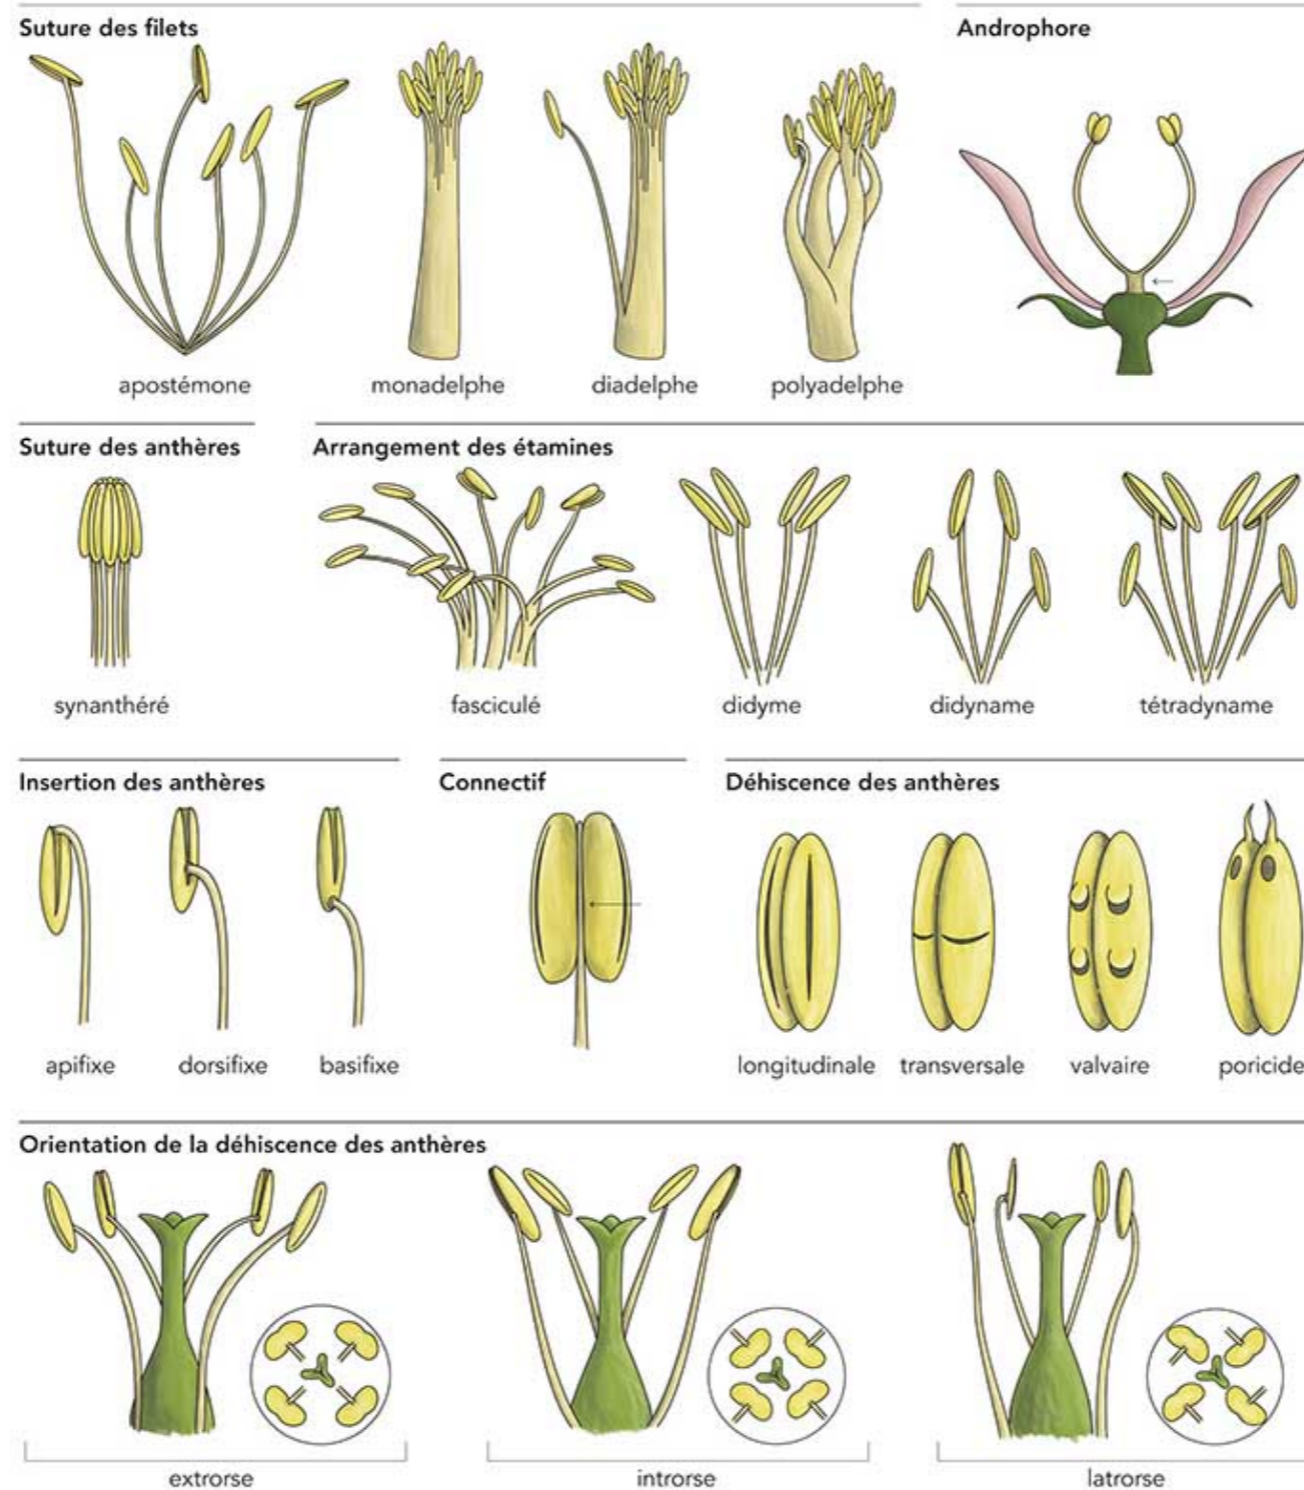 Suture des filets
Androphore
apostémone
monadelphe
diadelphe
polyadelphe
Suture des anthères
Arrangement des étamines
synanthéré
fasciculé
didyme
didyname
tétradyname
Insertion des anthères
Connectif
Déhiscence des anthères
apifixe
dorsifixe
basifixe
longitudinale
transversale
valvaire
poricide
Orientation de la déhiscence des anthères
extrorse
introrse
latrorse